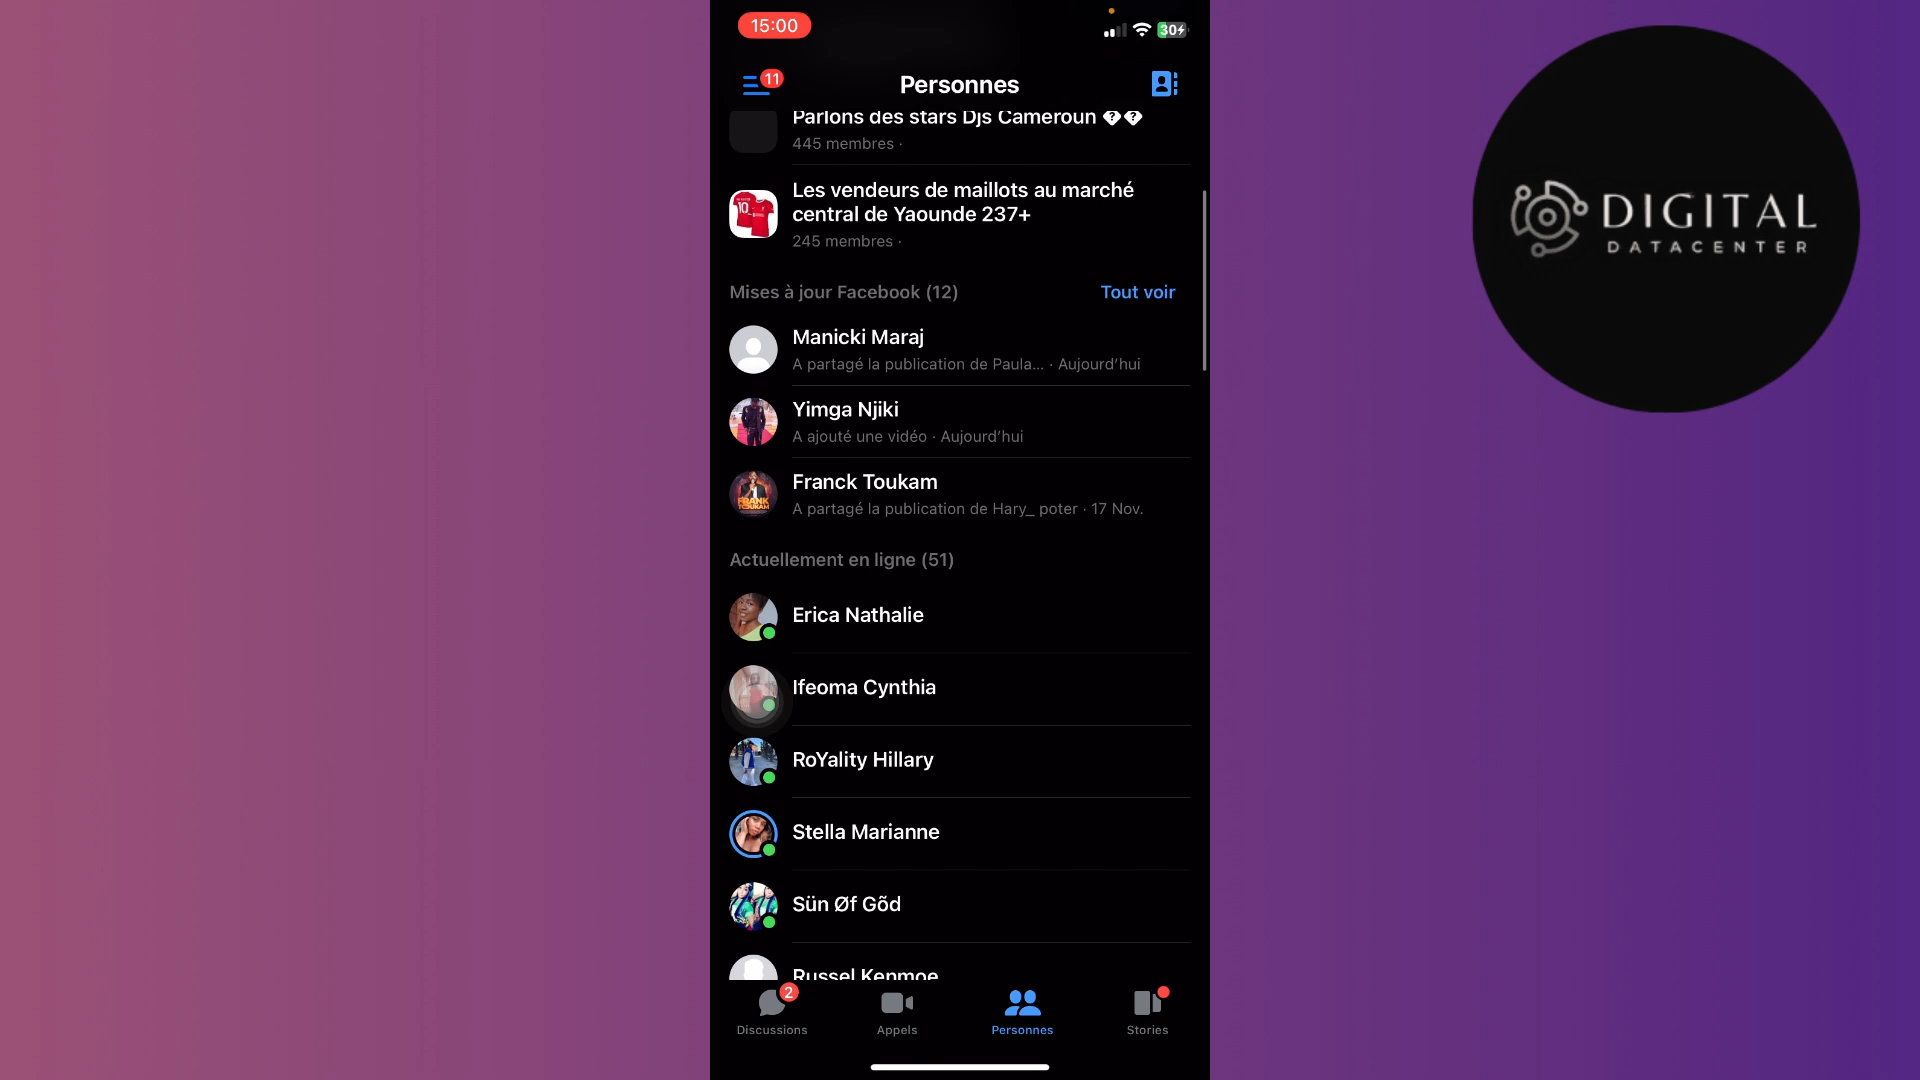 15:00
30
11
Personnes
Parlons des stars Djs Cameroun
445 membres ·
Les vendeurs de maillots au marché
central de Yaounde 237+
245 membres ·
Mises à jour Facebook (12)
Tout voir
Manicki Maraj
A partagé la publication de Paula... · Aujourd’hui
Yimga Njiki
A ajouté une vidéo · Aujourd’hui
Franck Toukam
A partagé la publication de Hary_ poter · 17 Nov.
Actuellement en ligne (51)
Erica Nathalie
Ifeoma Cynthia
RoYality Hillary
Stella Marianne
Sün Øf Gõd
Russel Kenmoe
2
Discussions
Appels
Personnes
Stories
DIGITAL
DATACENTER